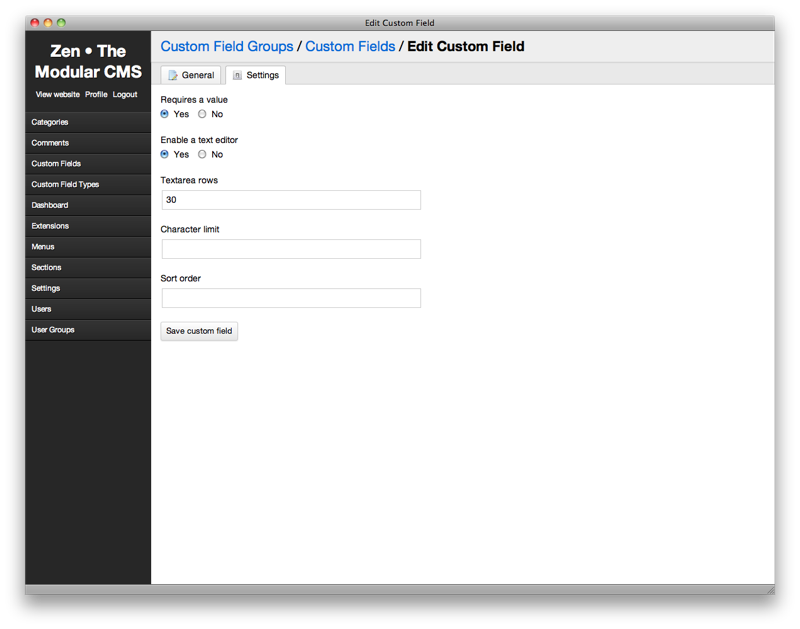 Edit Custom Field
Zen • The
Modular CMS
View website Profile Logout
Categories
Comments
Custom Fields
Custom Field Types
Dashboard
Extensions
Menus
Sections
Settings
Users
User Groups
Custom Field Groups / Custom Fields / Edit Custom Field
General Settings
Requires a value
Yes No
Enable a text editor
Yes No
Textarea rows
30
Character limit
Sort order
Save custom field